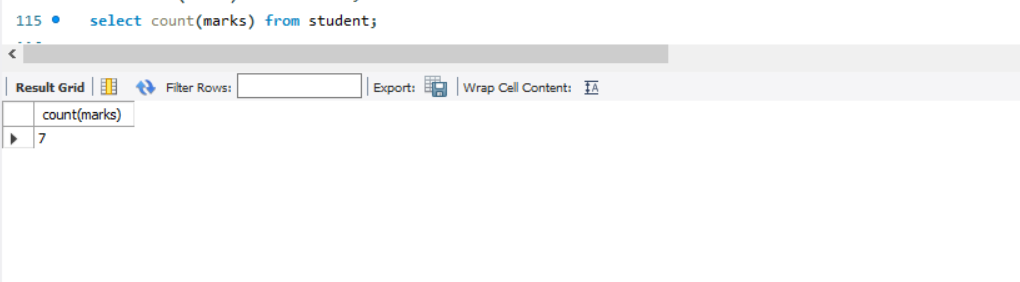 115 select count(marks) from student;
Result Grid Filter Rows: Export: Wrap Cell Content:
count(marks)
7